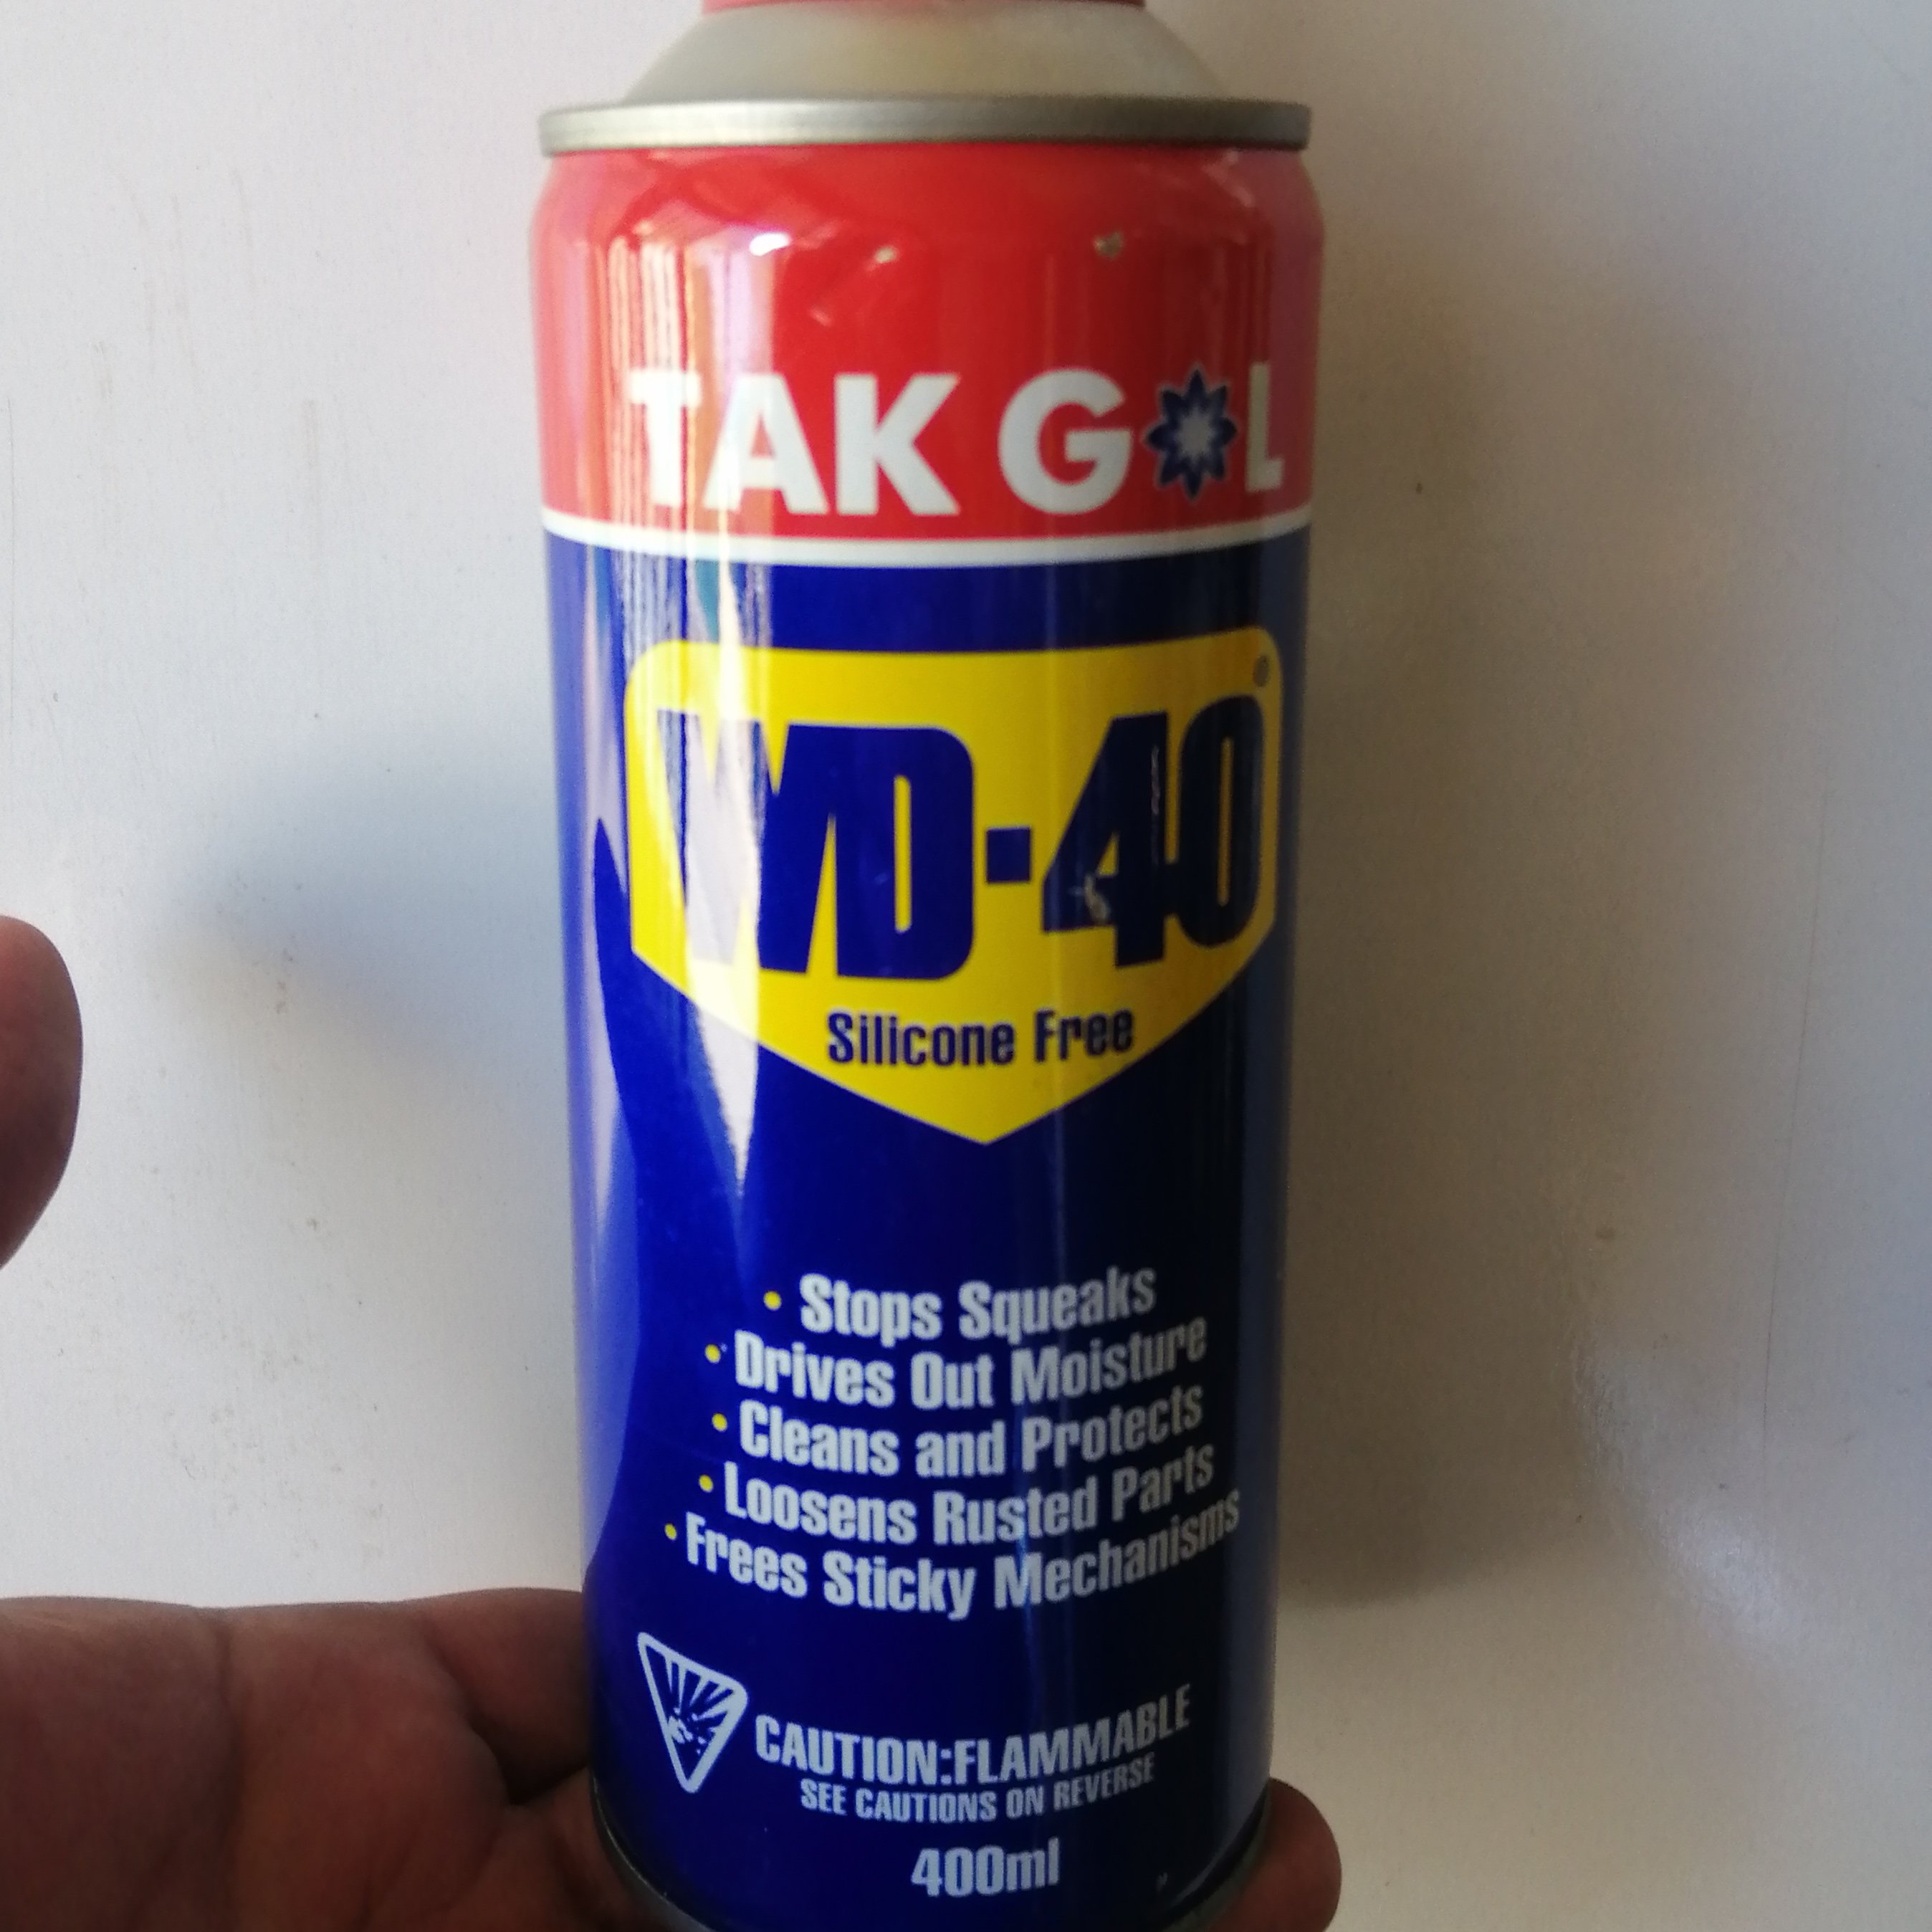 TAK GOL
WD-40®
Silicone Free
• Stops Squeaks
• Drives Out Moisture
• Cleans and Protects
• Loosens Rusted Parts
• Frees Sticky Mechanisms
CAUTION:FLAMMABLE
SEE CAUTIONS ON REVERSE
400ml